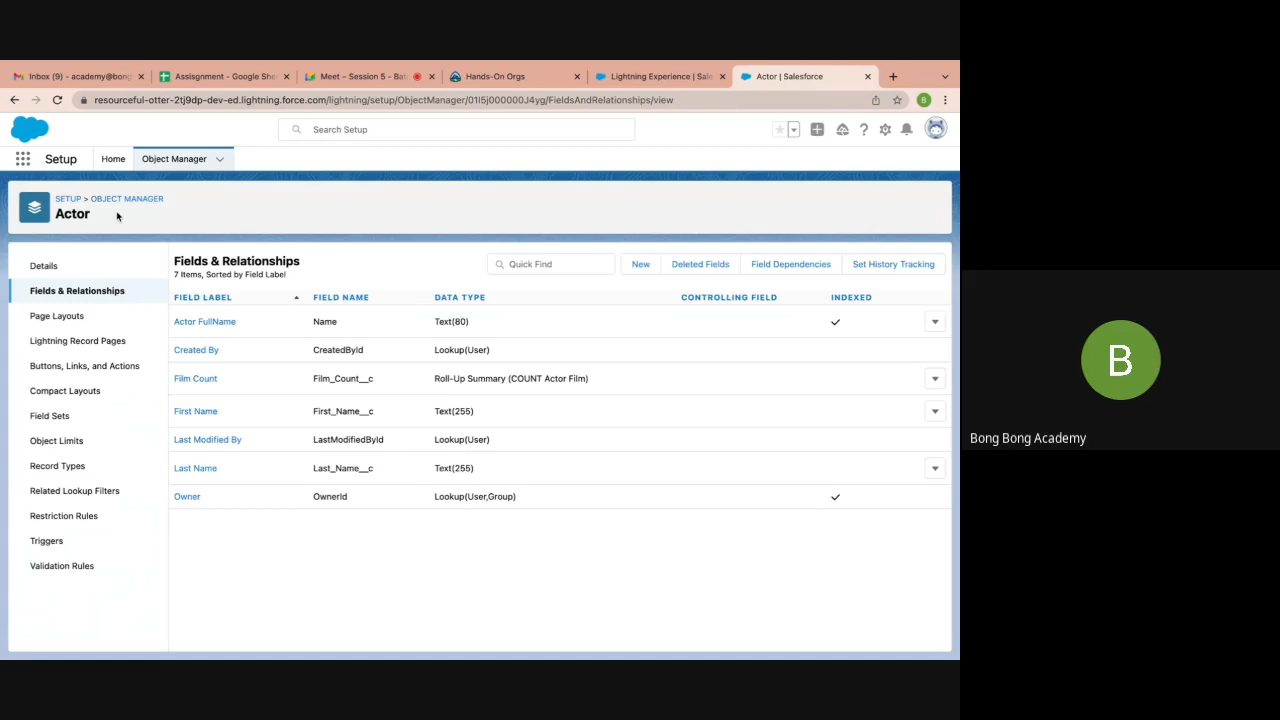 Inbox (9) - academy@bong
Assisgnment - Google She
Meet – Session 5 - Bat
Hands-On Orgs
Lightning Experience | Sale
Actor | Salesforce
resourceful-otter-2tj9dp-dev-ed.lightning.force.com/lightning/setup/ObjectManager/01I5j000000J4yg/FieldsAndRelationships/view
B
Search Setup
Setup
Home
Object Manager
SETUP > OBJECT MANAGER
Actor
Details
Fields & Relationships
Page Layouts
Lightning Record Pages
Buttons, Links, and Actions
Compact Layouts
Field Sets
Object Limits
Record Types
Related Lookup Filters
Restriction Rules
Triggers
Validation Rules
Fields & Relationships
7 Items, Sorted by Field Label
Quick Find
New
Deleted Fields
Field Dependencies
Set History Tracking
FIELD LABEL FIELD NAME DATA TYPE CONTROLLING FIELD INDEXED
Actor FullName Name Text(80)
Created By CreatedById Lookup(User)
Film Count Film_Count__c Roll-Up Summary (COUNT Actor Film)
First Name First_Name__c Text(255)
Last Modified By LastModifiedById Lookup(User)
Last Name Last_Name__c Text(255)
Owner OwnerId Lookup(User,Group)
B
Bong Bong Academy